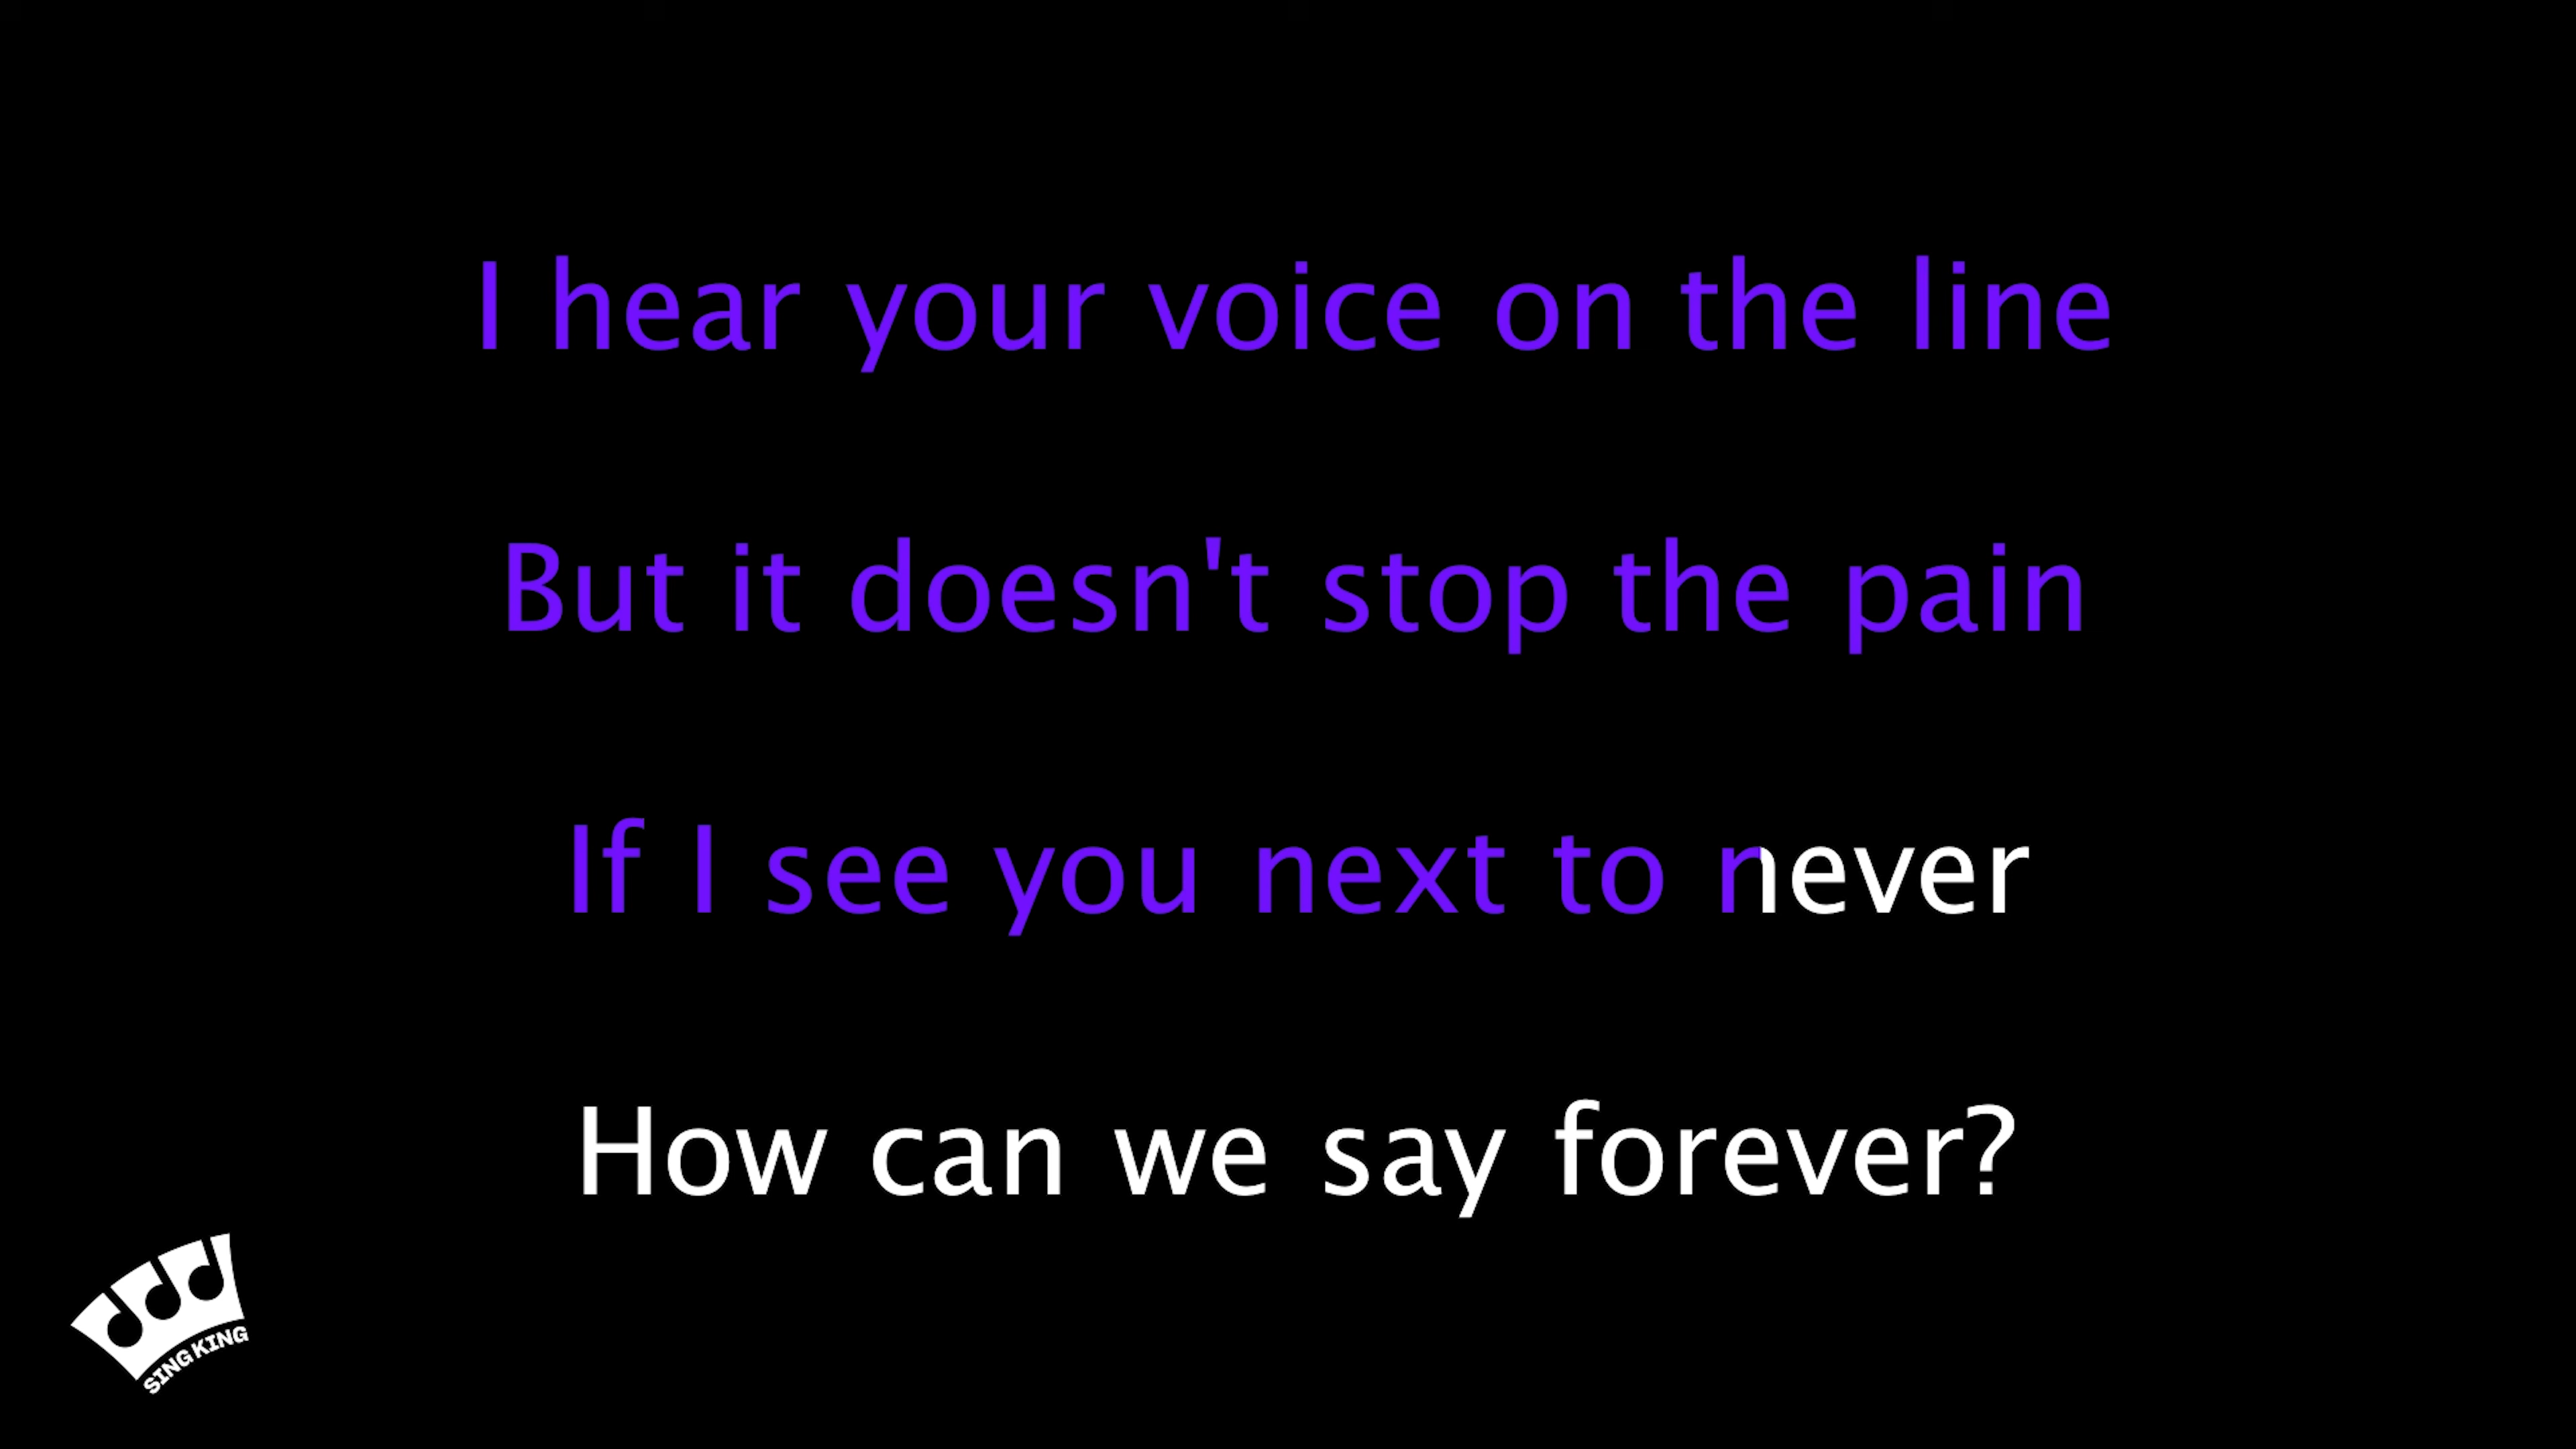 I hear your voice on the line
But it doesn't stop the pain
If I see you next to never
How can we say forever?
SING KING